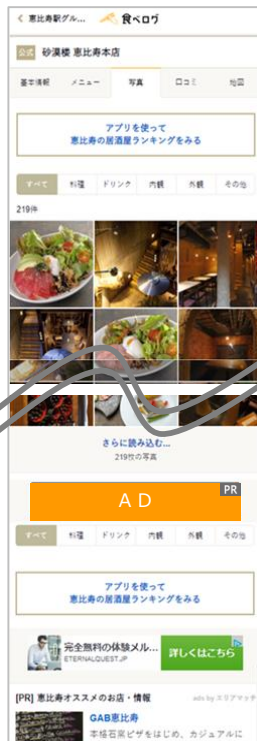 恵比寿駅グル... 食べログ
公式 砂漠楼 恵比寿本店
基本情報 メニュー 写真 口コミ 地図
アプリを使って
恵比寿の居酒屋ランキングをみる
すべて 料理 ドリンク 内観 外観 その他
219件
さらに読み込む...
219枚の写真
PR
AD
すべて 料理 ドリンク 内観 外観 その他
アプリを使って
恵比寿の居酒屋ランキングをみる
完全無料の体験メル...
ETERNALQUEST.JP
詳しくはこちら
[PR] 恵比寿オススメのお店・情報 ads by エリアマッチ
GAB恵比寿
本格石窯ピザをはじめ、カジュアルに